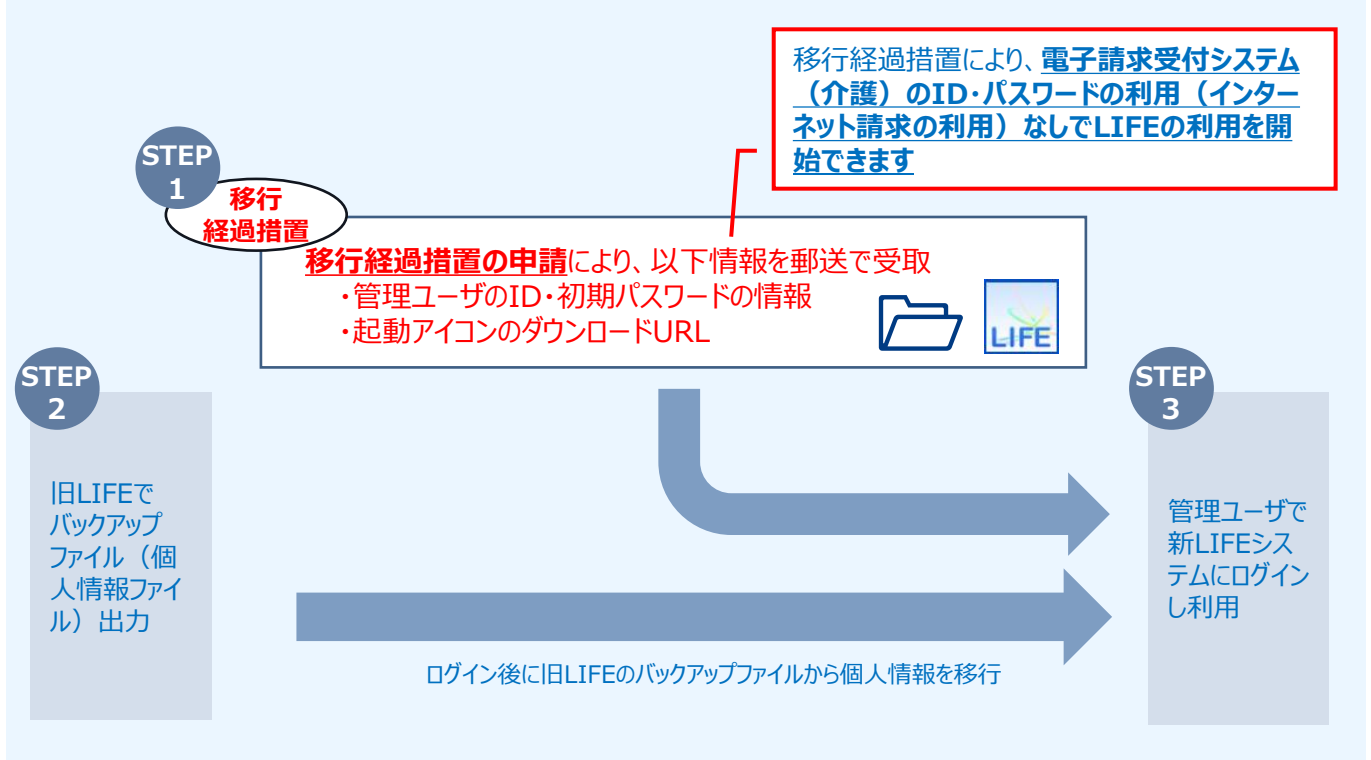 移行経過措置により、電子請求受付システム
（介護）のID・パスワードの利用（インター
ネット請求の利用）なしでLIFEの利用を開
始できます
STEP
1
移行
経過措置
移行経過措置の申請により、以下情報を郵送で受取
・管理ユーザのID・初期パスワードの情報
・起動アイコンのダウンロードURL
LIFE
STEP
2
旧LIFEで
バックアップ
ファイル（個
人情報ファイ
ル）出力
STEP
3
管理ユーザで
新LIFEシス
テムにログイン
し利用
ログイン後に旧LIFEのバックアップファイルから個人情報を移行